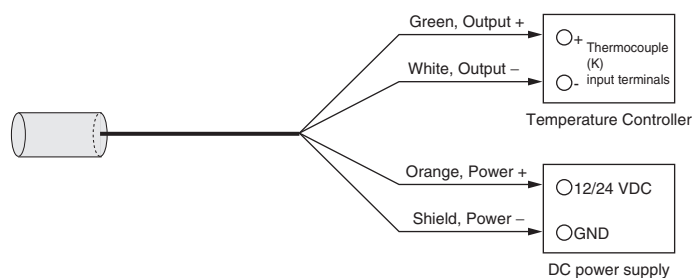 Green, Output +
White, Output –
+ Thermocouple
(K)
- input terminals
Temperature Controller
Orange, Power +
Shield, Power –
12/24 VDC
GND
DC power supply